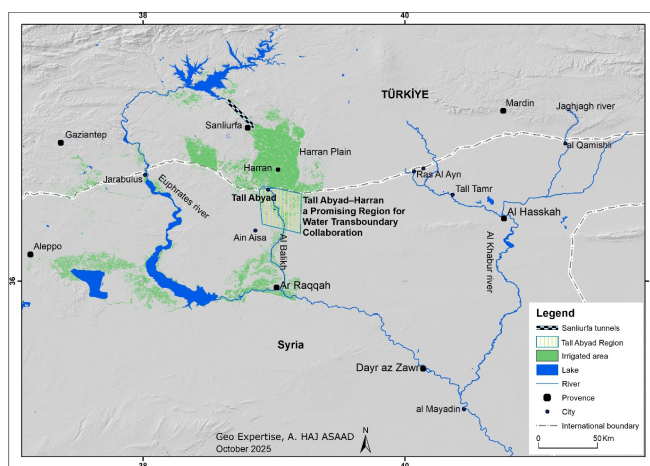 38
40
TÜRKİYE
Mardin
Jaghjagh river
Sanliurfa
Gaziantep
al Qamishli
Harran Plain
Harran
Ras Al Ayn
Jarabulus
Euphrates river
Tall Abyad
Tall Tamr
Tall Abyad–Harran
a Promising Region for
Water Transboundary
Collaboration
Al Hasskah
Ain Aisa
Al Balikh
Aleppo
Al Khabur river
36
36
Ar Raqqah
Syria
Dayr az Zawr
al Mayadin
Legend
Sanliurfa tunnels
Tall Abyad Region
Irrigated area
Lake
River
Provence
City
International boundary
0
50 Km
Geo Expertise, A. HAJ ASAAD
October 2025
N
38
40